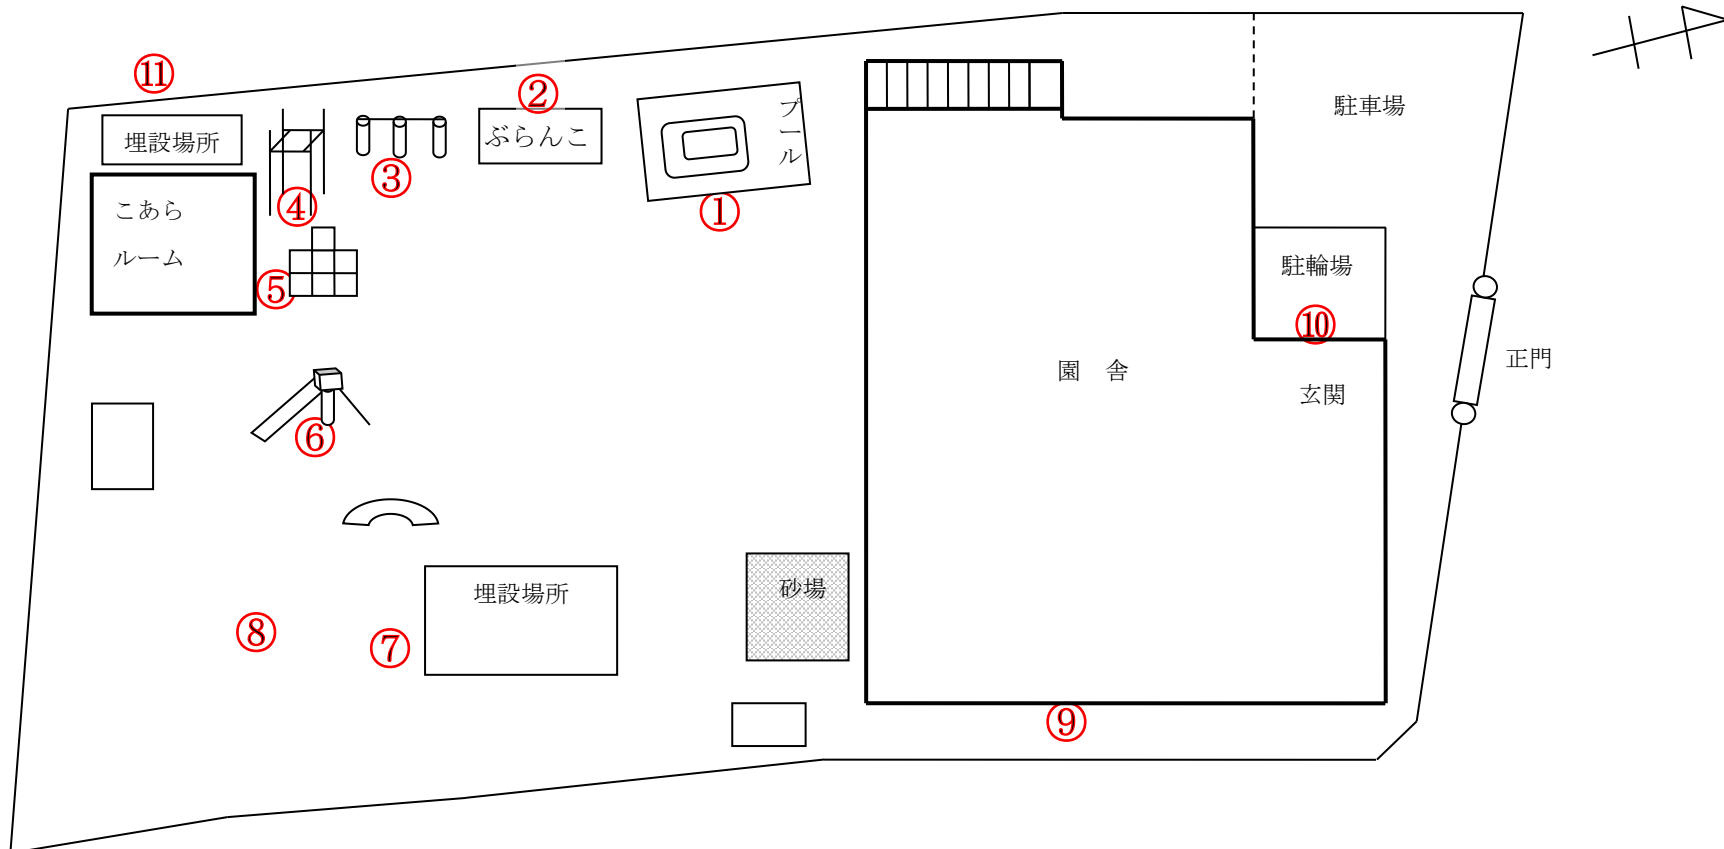 ⑪
②
埋設場所
③
ぶらんこ
プール
駐車場
こあら
ルーム
④
①
⑤
駐輪場
⑩
園　舎
玄関
正門
⑥
埋設場所
砂場
⑧
⑦
⑨